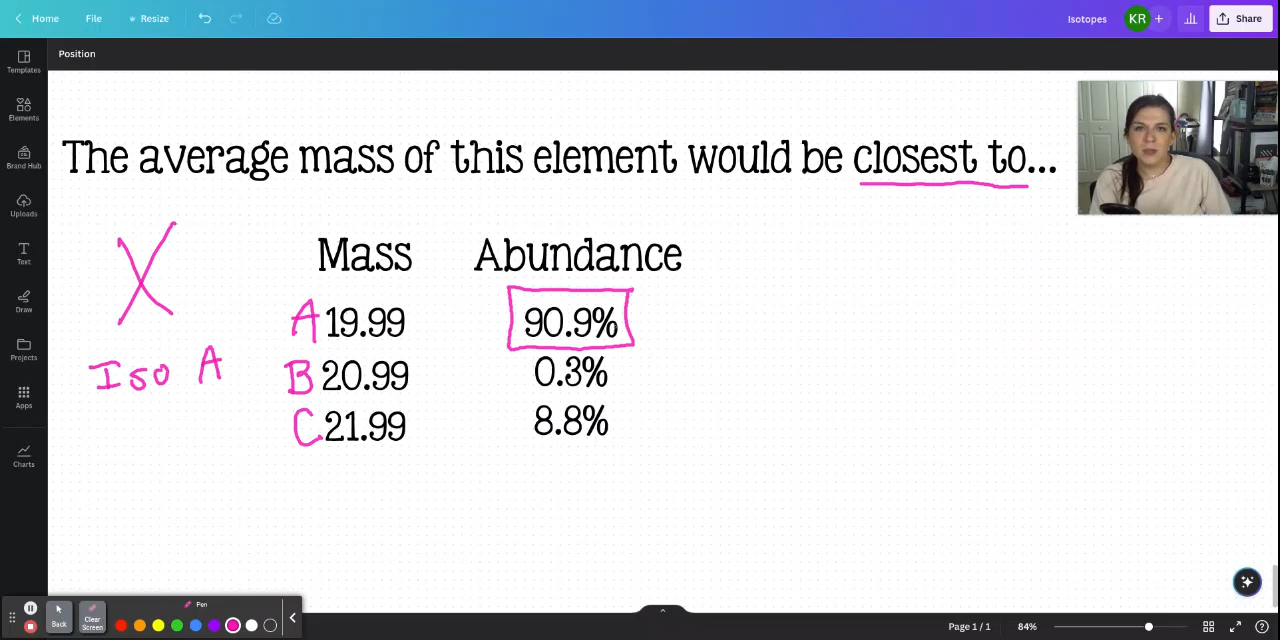 Home File Resize Isotopes KR + Share
Position
Templates
Elements
Brand Hub
Uploads
Text
Draw
Projects
Apps
Charts
The average mass of this element would be closest to...
X
Mass Abundance
A 19.99 90.9%
Iso A B 20.99 0.3%
C 21.99 8.8%
Pen
Back
Clear
Screen
Page 1 / 1 84%